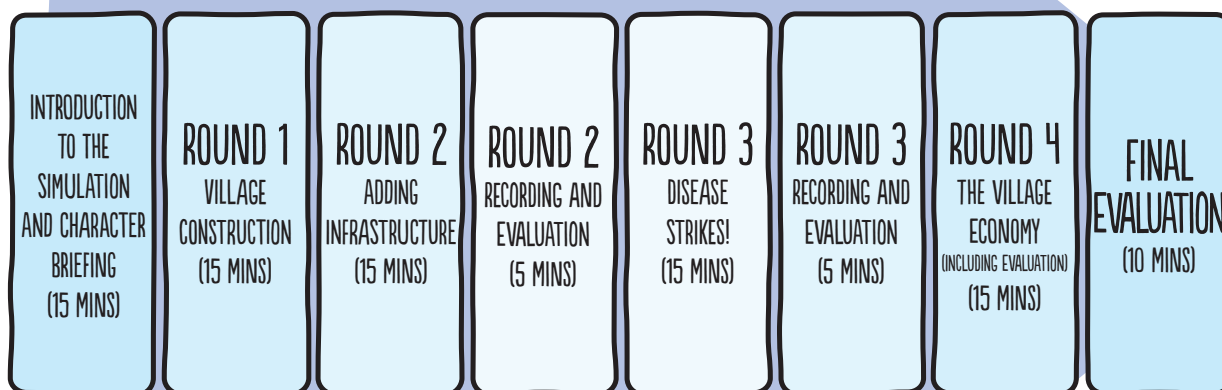 INTRODUCTION
TO THE
SIMULATION
AND CHARACTER
BRIEFING
(15 MINS)
ROUND 1
VILLAGE
CONSTRUCTION
(15 MINS)
ROUND 2
ADDING
INFRASTRUCTURE
(15 MINS)
ROUND 2
RECORDING AND
EVALUATION
(5 MINS)
ROUND 3
DISEASE
STRIKES!
(15 MINS)
ROUND 3
RECORDING AND
EVALUATION
(5 MINS)
ROUND 4
THE VILLAGE
ECONOMY
(INCLUDING EVALUATION)
(15 MINS)
FINAL
EVALUATION
(10 MINS)